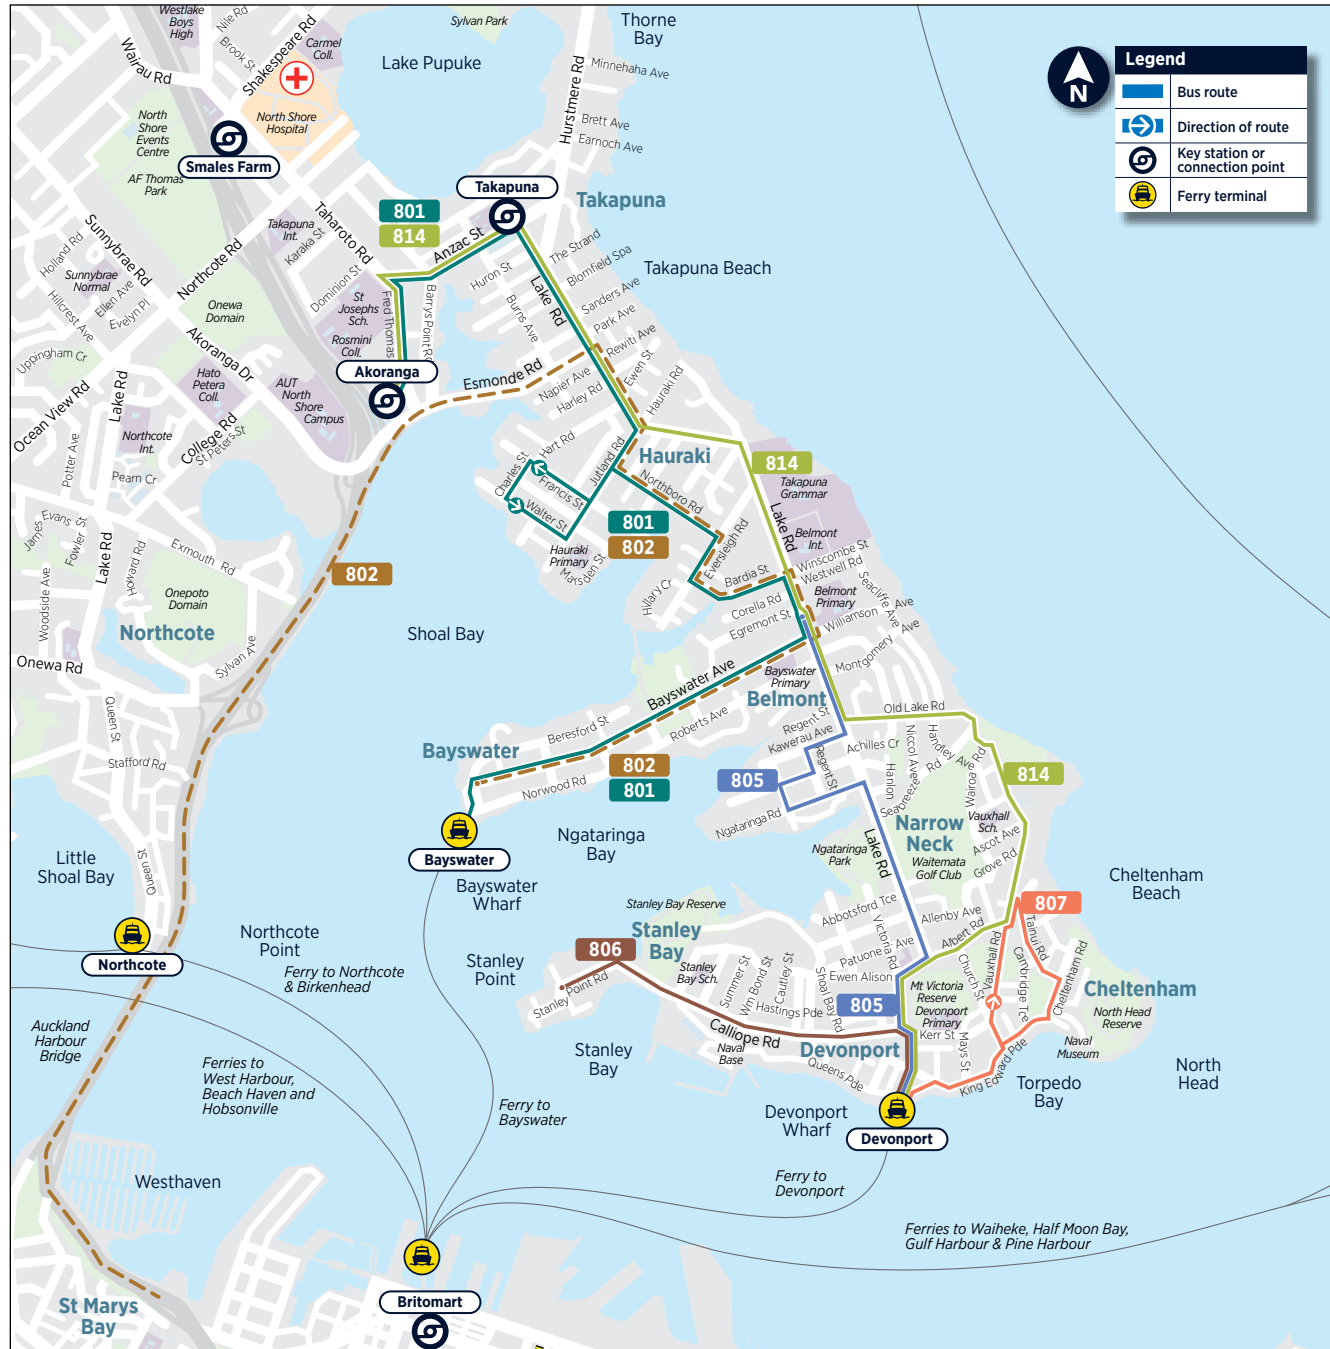 Westlake
Boys
High
Nile Rd
Brook St
Shakespeare Rd
Carmel
Coll.
Sylvan Park
Thorne
Bay
Lake Pupuke
Minnehaha Ave
Wairau Rd
Hurstmere Rd
Brett Ave
Earnoch Ave
North
Shore
Events
Centre
North Shore
Hospital
Smales Farm
AF Thomas
Park
Takapuna
Takapuna
801
814
Anzac St
Taharoto Rd
Takapuna
Int.
Karaka St
Dominion St
Sunnybrae Rd
Holland Rd
Sunnybrae
Normal
Ellen Ave
Evelyn Pl
Hillcrest Ave
Northcote Rd
Onewa
Domain
St
Josephs
Sch.
Rosmini
Coll.
Fred Thomas
Barrys Point Rd
Huron St
Burns Ave
Lake Rd
The Strand
Blomfield Spa
Sanders Ave
Park Ave
Rewiti Ave
Takapuna Beach
Uppingham Cr
Akoranga Dr
Hato
Petera
Coll.
AUT
North
Shore
Campus
Akoranga
Esmonde Rd
Napier Ave
Harley Rd
Ewen St
Hauraki Rd
Ocean View Rd
Lake Rd
Potter Ave
Northcote
Int.
College Rd
St Peters St
Pearn Cr
Hart Rd
Charles St
Francis St
Walter St
Jutland Rd
Hauraki
Northboro Rd
814
Takapuna
Grammar
Lake Rd
Belmont
Int.
801
802
Hauraki
Primary
Marsden St
Eversleigh Rd
Bardia St
Hillary Cr
Winscombe St
Westwell Rd
Seacliffe Ave
Belmont
Primary
Williamson Ave
Corella Rd
Egremont St
Montgomery Ave
James
Evans
Fowler St
Lake Rd
Howard Rd
Exmouth Rd
Woodside Ave
Onepoto
Domain
802
Northcote
Sylvan Ave
Onewa Rd
Queen St
Stafford Rd
Shoal Bay
Bayswater Ave
Bayswater
Primary
Belmont
Beresford St
Roberts Ave
Bayswater
802
801
Norwood Rd
Regent St
Kawerau Ave
Regent St
805
Ngataringa Rd
Old Lake Rd
Achilles Cr
Niccol Ave
Handley Ave
Hanlon
Seabreeze Rd
Wairoa Rd
814
Narrow
Neck
Vauxhall
Sch.
Ascot Ave
Grove Rd
Waitemata
Golf Club
Lake Rd
Ngataringa
Park
Ngataringa
Bay
Bayswater
Bayswater
Wharf
Little
Shoal Bay
Queen St
Northcote
Northcote
Point
Cheltenham
Beach
Abbotsford Tce
Allenby Ave
Albert Rd
Victoria Rd
Patuone Ave
Ewen Alison
807
Tainui Rd
Vauxhall Rd
Church St
Cambridge Tce
Cheltenham Rd
Cheltenham
Stanley Bay Reserve
Stanley
Bay
806
Stanley
Bay Sch.
Stanley Point Rd
Stanley
Point
Summer St
Wm Bond St
Cautley St
Hastings Pde
Shoal Bay Rd
805
Mt Victoria
Reserve
Devonport
Primary
Kerr St
Mays St
North Head
Reserve
Naval
Museum
Ferry to Northcote
& Birkenhead
Auckland
Harbour
Bridge
Ferries to
West Harbour,
Beach Haven and
Hobsonville
Stanley
Bay
Calliope Rd
Naval
Base
Queens Pde
Devonport
King Edward Pde
Torpedo
Bay
North
Head
Ferry to
Bayswater
Devonport
Wharf
Devonport
Ferry to
Devonport
Westhaven
Ferries to Waiheke, Half Moon Bay,
Gulf Harbour & Pine Harbour
St Marys
Bay
Britomart
N
Legend
Bus route
Direction of route
Key station or
connection point
Ferry terminal